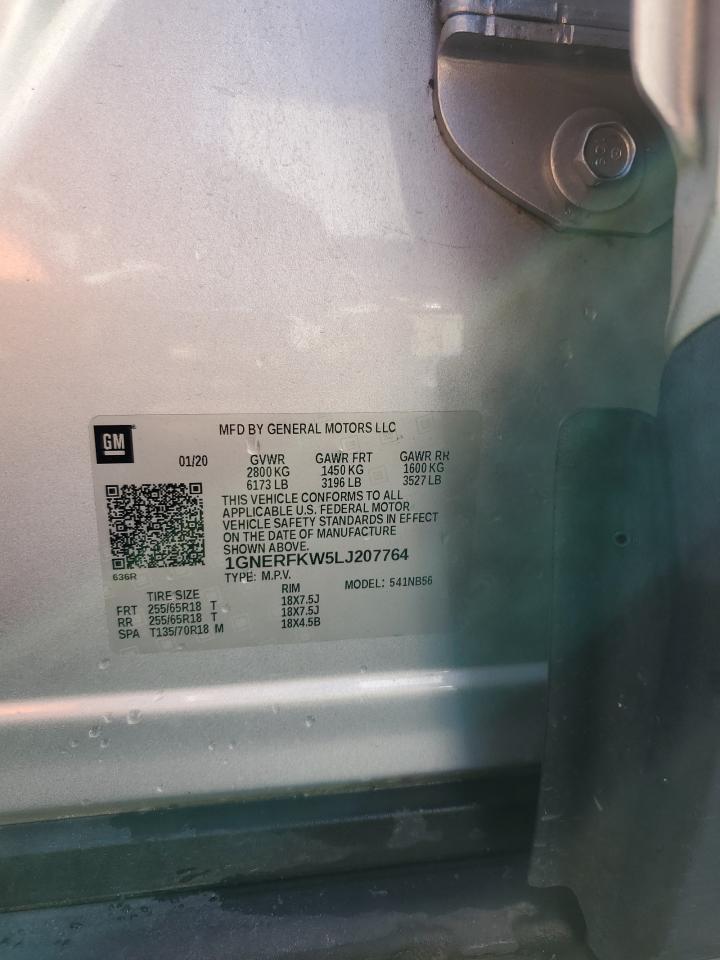 GM
MFD BY GENERAL MOTORS LLC
01/20
GVWR GAWR FRT GAWR RR
2800 KG 1450 KG 1600 KG
6173 LB 3196 LB 3527 LB
THIS VEHICLE CONFORMS TO ALL
APPLICABLE U.S. FEDERAL MOTOR
VEHICLE SAFETY STANDARDS IN EFFECT
ON THE DATE OF MANUFACTURE
SHOWN ABOVE.
1GNERFKW5LJ207764
636R
TYPE: M.P.V. MODEL: 541NB56
TIRE SIZE RIM
FRT 255/65R18 T 18X7.5J
RR 255/65R18 T 18X7.5J
SPA T135/70R18 M 18X4.5B